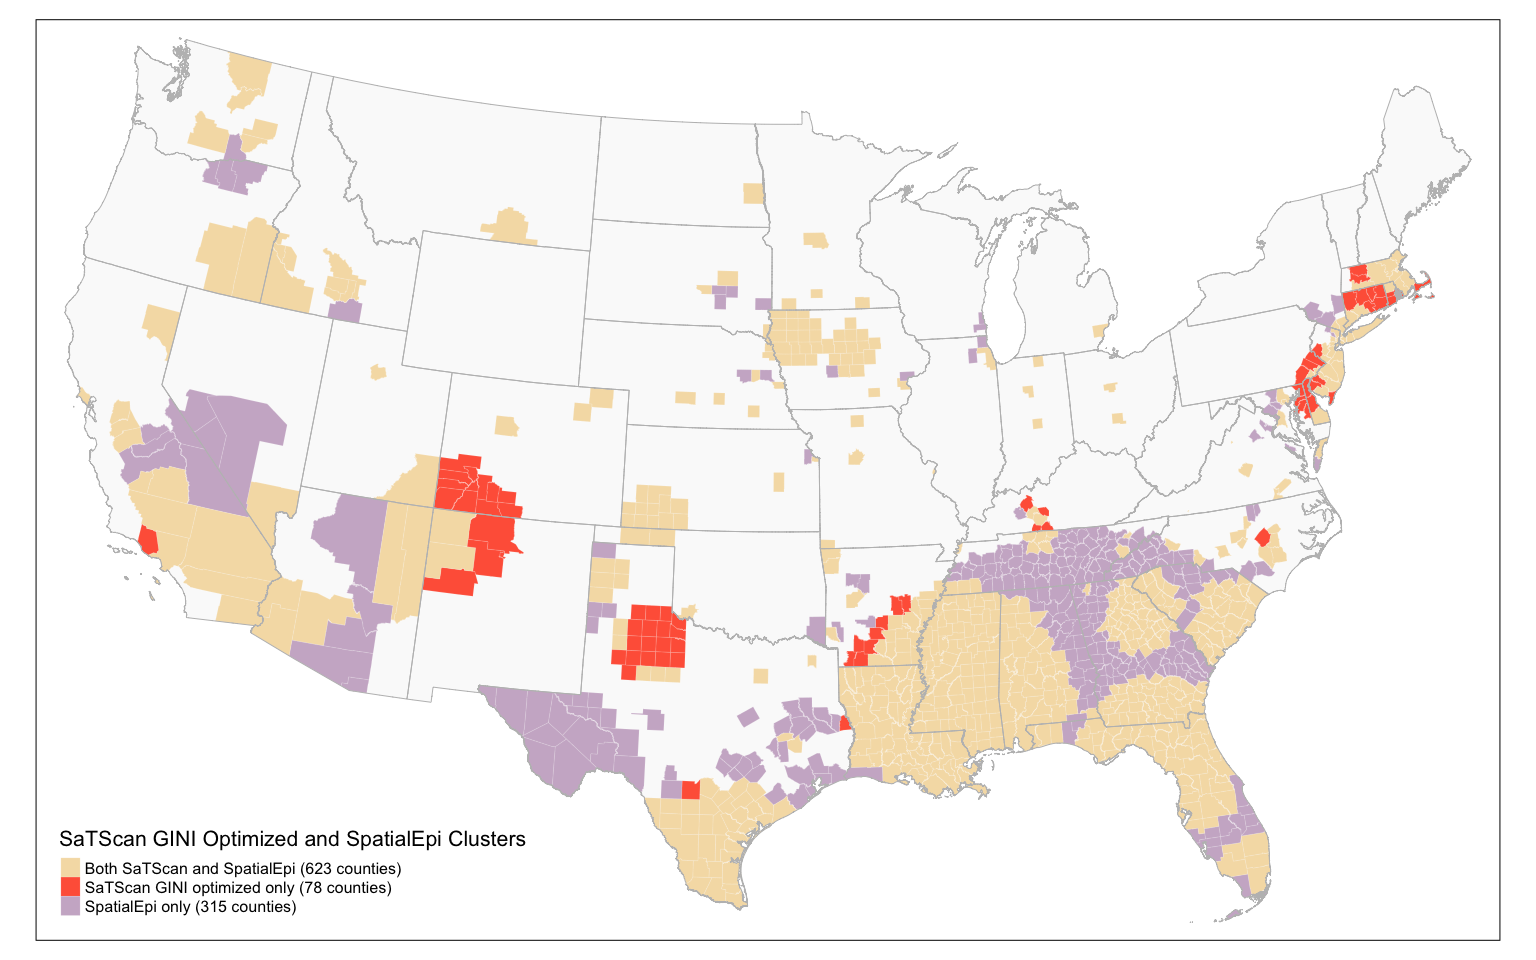 SaTScan GINI Optimized and SpatialEpi Clusters
Both SaTScan and SpatialEpi (623 counties)
SaTScan GINI optimized only (78 counties)
SpatialEpi only (315 counties)